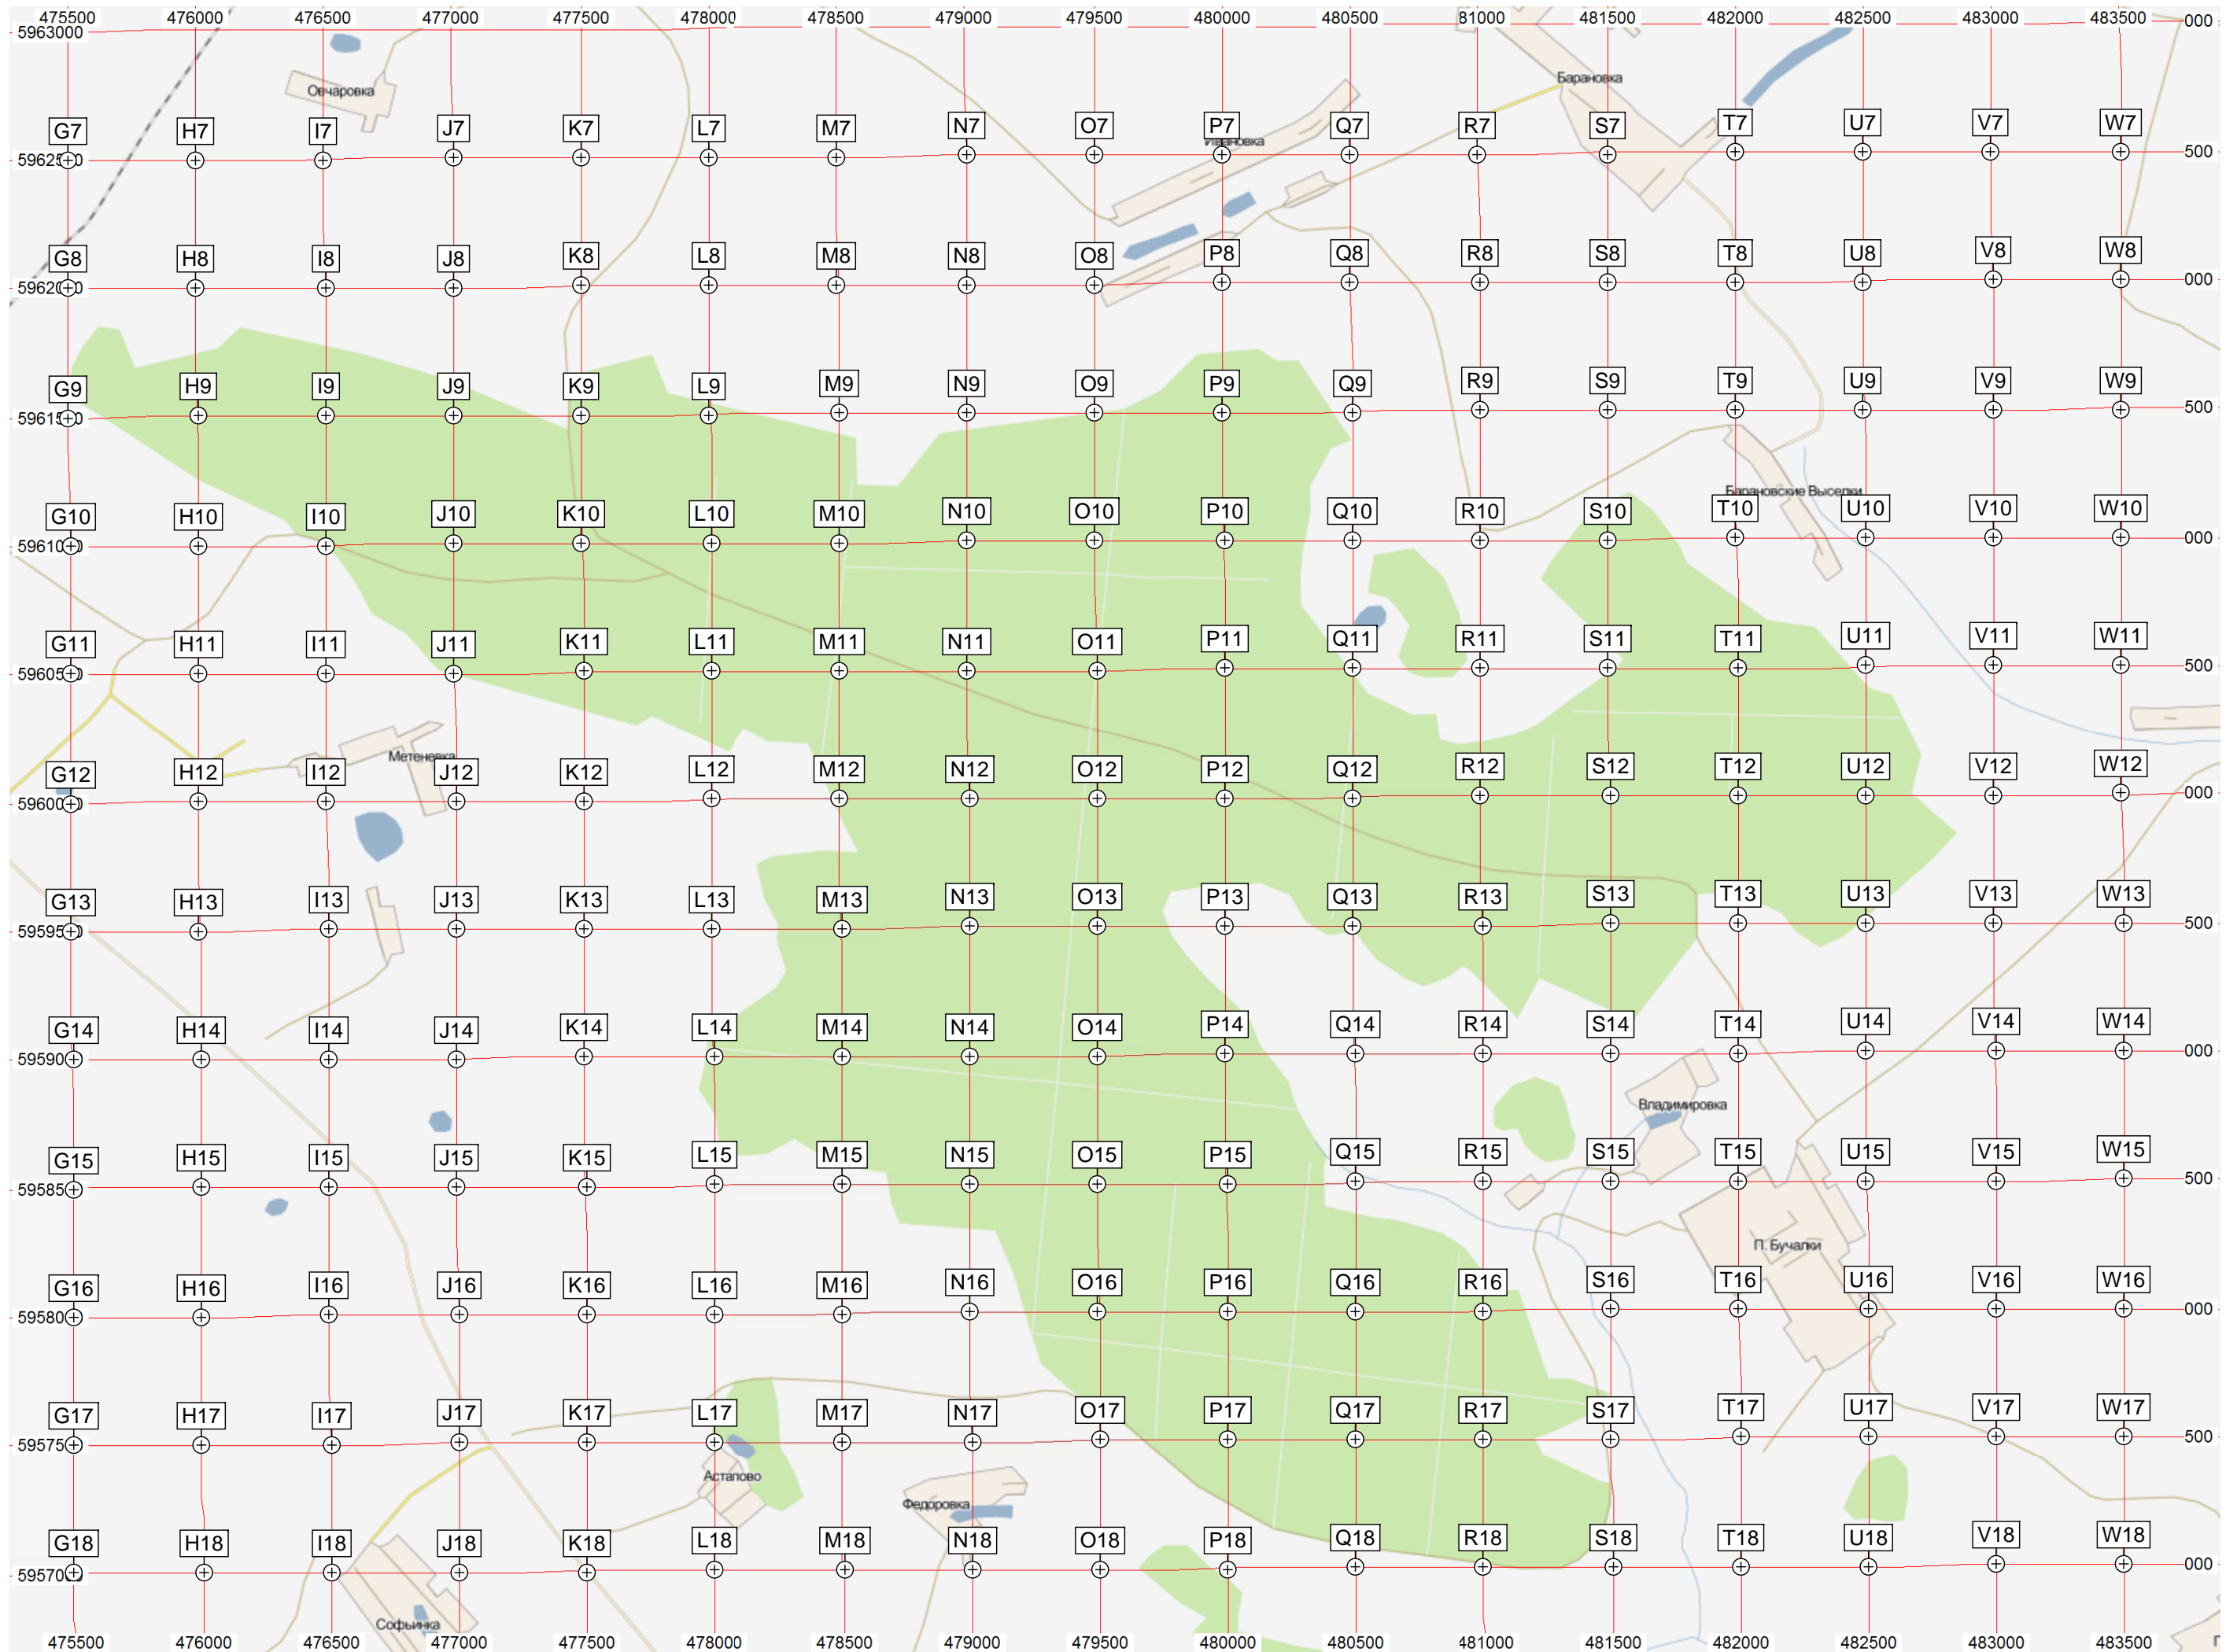 475500 476000 476500 477000 477500 478000 478500 479000 479500 480000 480500 81000 481500 482000 482500 483000 483500 000
5963000
Барановка
Овчаровка
G7 H7 I7 J7 K7 L7 M7 N7 O7 P7 Q7 R7 S7 T7 U7 V7 W7
Ивановка
500
G8 H8 I8 J8 K8 L8 M8 N8 O8 P8 Q8 R8 S8 T8 U8 V8 W8
000
G9 H9 I9 J9 K9 L9 M9 N9 O9 P9 Q9 R9 S9 T9 U9 V9 W9
500
Барановские Выселки
G10 H10 I10 J10 K10 L10 M10 N10 O10 P10 Q10 R10 S10 T10 U10 V10 W10
000
G11 H11 I11 J11 K11 L11 M11 N11 O11 P11 Q11 R11 S11 T11 U11 V11 W11
500
Метеневка
G12 H12 I12 J12 K12 L12 M12 N12 O12 P12 Q12 R12 S12 T12 U12 V12 W12
000
G13 H13 I13 J13 K13 L13 M13 N13 O13 P13 Q13 R13 S13 T13 U13 V13 W13
500
G14 H14 I14 J14 K14 L14 M14 N14 O14 P14 Q14 R14 S14 T14 U14 V14 W14
59590 000
Владимировка
G15 H15 I15 J15 K15 L15 M15 N15 O15 P15 Q15 R15 S15 T15 U15 V15 W15
59585 500
П. Бучалки
G16 H16 I16 J16 K16 L16 M16 N16 O16 P16 Q16 R16 S16 T16 U16 V16 W16
59580 000
G17 H17 I17 J17 K17 L17 M17 N17 O17 P17 Q17 R17 S17 T17 U17 V17 W17
59575 500
Астапово
Федоровка
G18 H18 I18 J18 K18 L18 M18 N18 O18 P18 Q18 R18 S18 T18 U18 V18 W18
000
Софьинка
475500 476000 476500 477000 477500 478000 478500 479000 479500 480000 480500 481000 481500 482000 482500 483000 483500